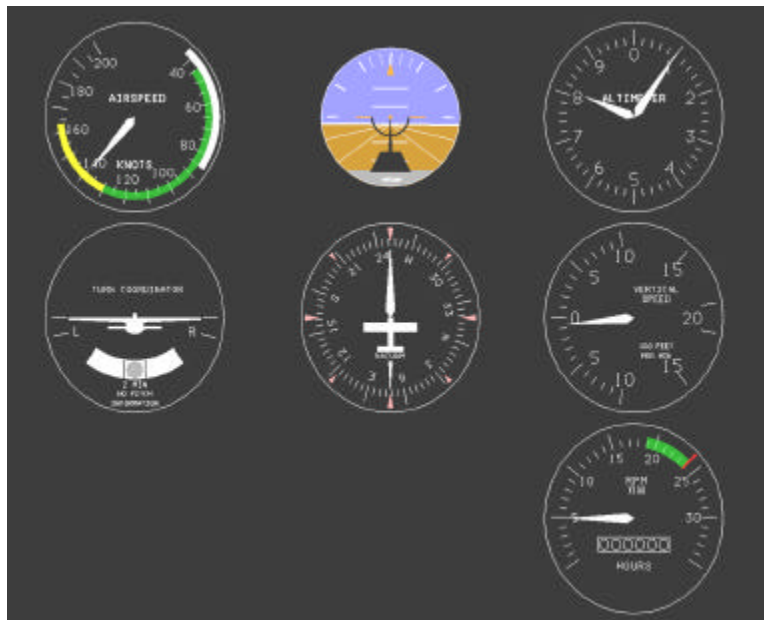 200
40
180
AIRSPEED
60
160
80
140
KNOTS
100
120
0
9
8
ALTIMETER
2
7
3
6
4
5
TURN COORDINATOR
L
R
2 MIN
NO PITCH
INFORMATION
24
W
21
30
S
33
15
N
VACUUM
12
3
E
6
10
15
5
VERTICAL
SPEED
0
20
100 FEET
PER MIN
5
15
10
15
20
10
25
RPM
X100
5
30
000000
HOURS